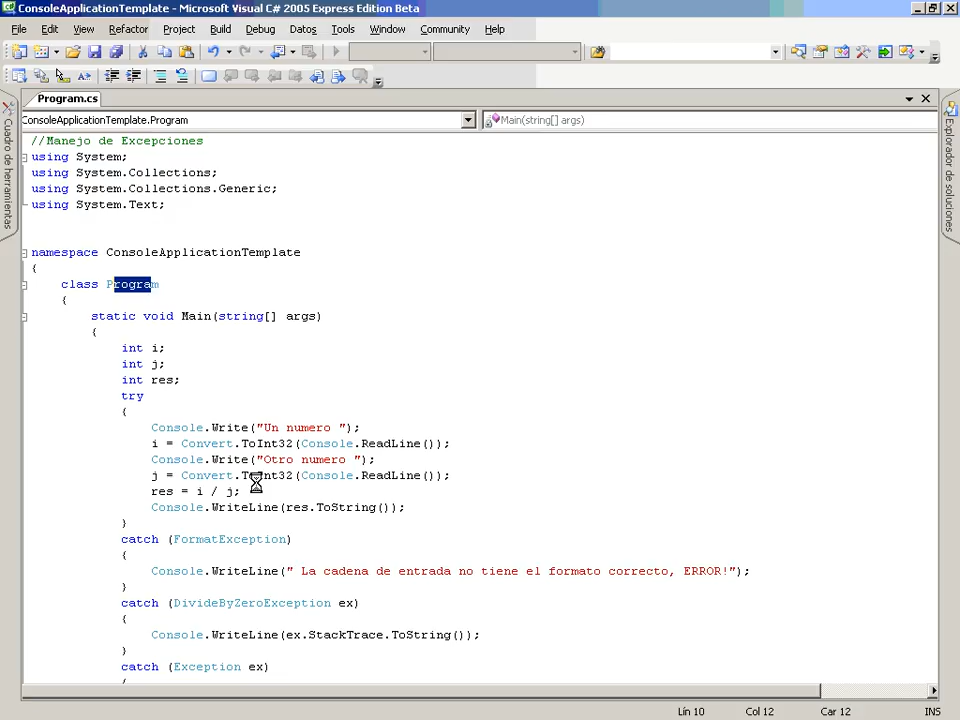 ConsoleApplicationTemplate - Microsoft Visual C# 2005 Express Edition Beta
File Edit View Refactor Project Build Debug Datos Tools Window Community Help
Program.cs
ConsoleApplicationTemplate.Program
Main(string[] args)
Cuadro de herramientas
Explorador de soluciones
//Manejo de Excepciones
using System;
using System.Collections;
using System.Collections.Generic;
using System.Text;
namespace ConsoleApplicationTemplate
{
class Program
{
static void Main(string[] args)
{
int i;
int j;
int res;
try
{
Console.Write("Un numero ");
i = Convert.ToInt32(Console.ReadLine());
Console.Write("Otro numero ");
j = Convert.ToInt32(Console.ReadLine());
res = i / j;
Console.WriteLine(res.ToString());
}
catch (FormatException)
{
Console.WriteLine(" La cadena de entrada no tiene el formato correcto, ERROR!");
}
catch (DivideByZeroException ex)
{
Console.WriteLine(ex.StackTrace.ToString());
}
catch (Exception ex)
{
Lín 10 Col 12 Car 12 INS